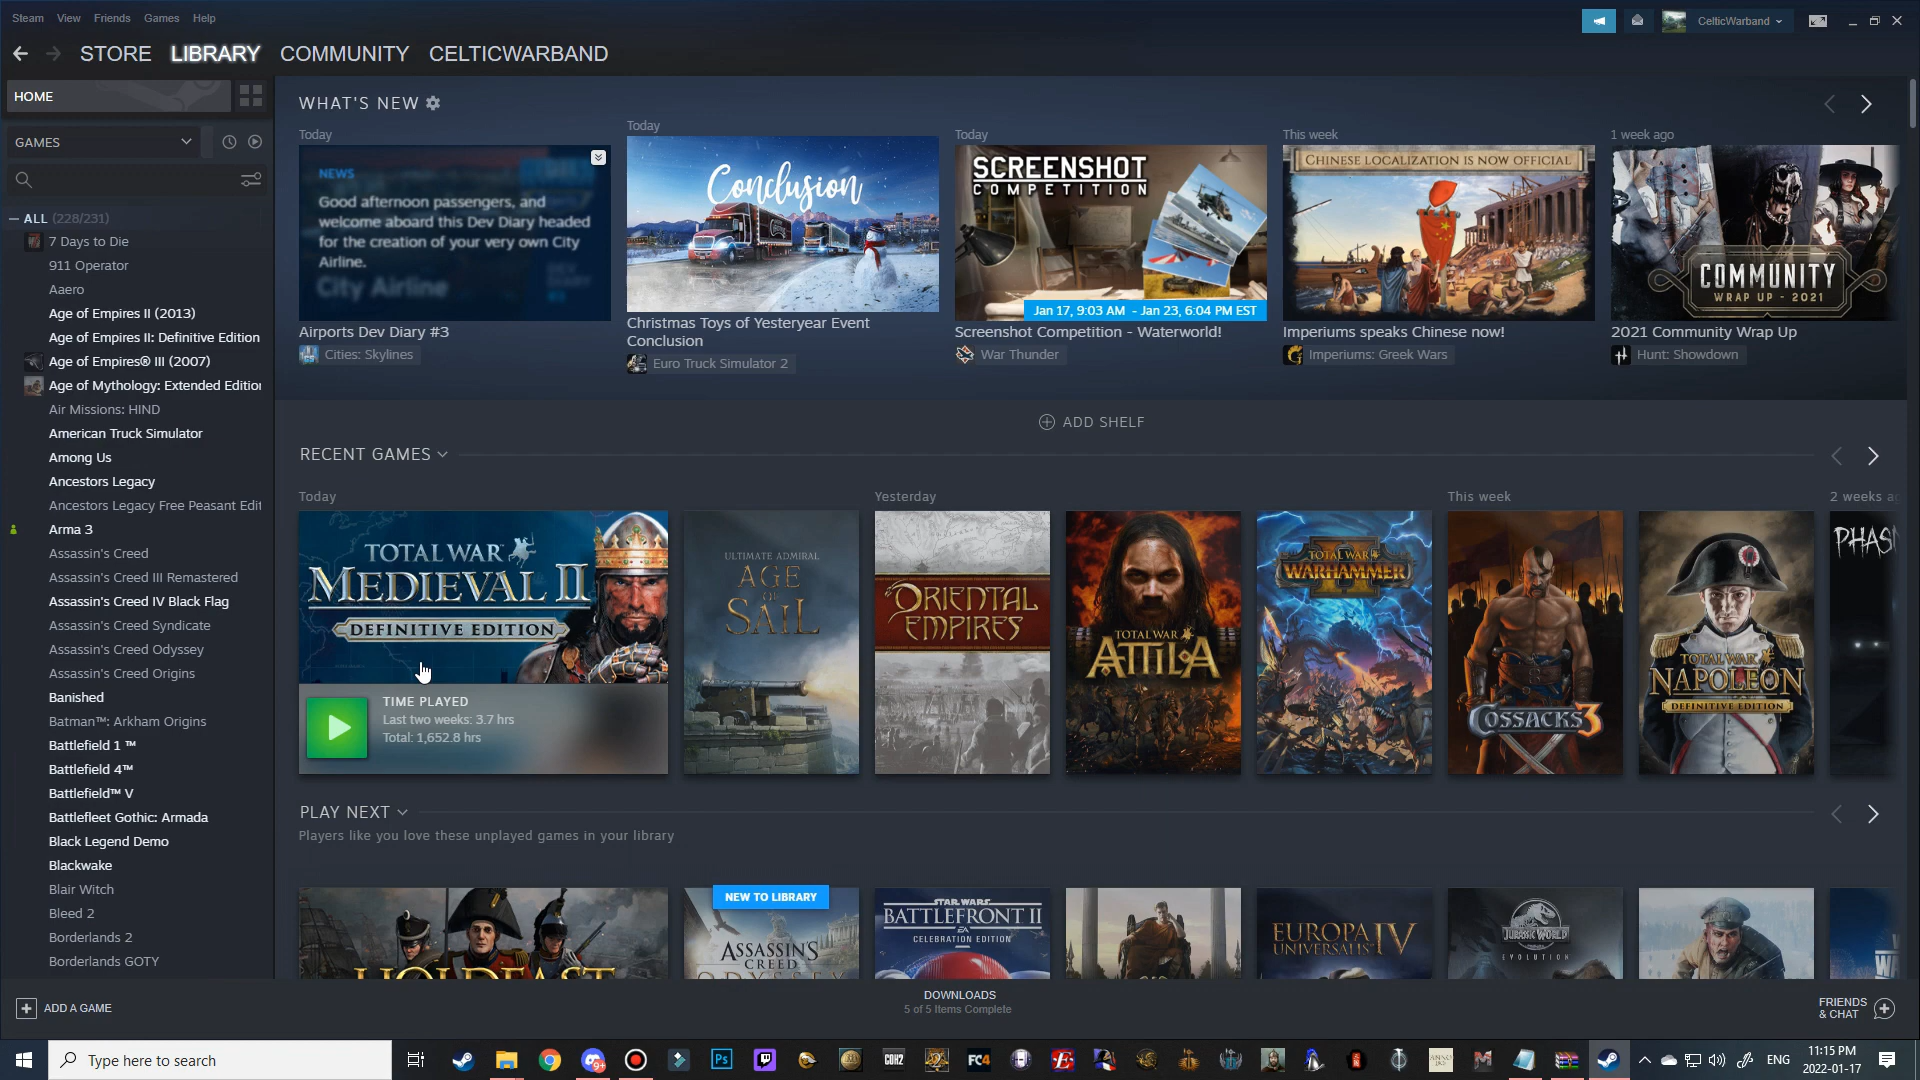 Steam View Friends Games Help
CelticWarband
STORE LIBRARY COMMUNITY CELTICWARBAND
HOME
GAMES
ALL (228/231)
7 Days to Die
911 Operator
Aaero
Age of Empires II (2013)
Age of Empires II: Definitive Edition
Age of Empires® III (2007)
Age of Mythology: Extended Edition
Air Missions: HIND
American Truck Simulator
Among Us
Ancestors Legacy
Ancestors Legacy Free Peasant Edit
Arma 3
Assassin's Creed
Assassin's Creed III Remastered
Assassin's Creed IV Black Flag
Assassin's Creed Syndicate
Assassin's Creed Odyssey
Assassin's Creed Origins
Banished
Batman™: Arkham Origins
Battlefield 1 ™
Battlefield 4™
Battlefield™ V
Battlefleet Gothic: Armada
Black Legend Demo
Blackwake
Blair Witch
Bleed 2
Borderlands 2
Borderlands GOTY
ADD A GAME
WHAT'S NEW
Today
NEWS
Good afternoon passengers, and
welcome aboard this Dev Diary headed
for the creation of your very own City
Airline.
City Airline
Airports Dev Diary #3
Cities: Skylines
Today
Conclusion
Christmas Toys of Yesteryear Event
Conclusion
Euro Truck Simulator 2
Today
SCREENSHOT
COMPETITION
Jan 17, 9:03 AM - Jan 23, 6:04 PM EST
Screenshot Competition - Waterworld!
War Thunder
This week
CHINESE LOCALIZATION IS NOW OFFICIAL
Imperiums speaks Chinese now!
Imperiums: Greek Wars
1 week ago
COMMUNITY
WRAP UP - 2021
2021 Community Wrap Up
Hunt: Showdown
ADD SHELF
RECENT GAMES
Today
TOTAL WAR
MEDIEVAL II
DEFINITIVE EDITION
TIME PLAYED
Last two weeks: 3.7 hrs
Total: 1,652.8 hrs
ULTIMATE ADMIRAL
AGE
OF
SAIL
Yesterday
ORIENTAL
EMPIRES
TOTAL WAR
ATTILA
TOTAL WAR
WARHAMMER
II
This week
COSSACKS 3
TOTAL WAR
NAPOLEON
DEFINITIVE EDITION
2 weeks a
PHAS
PLAY NEXT
Players like you love these unplayed games in your library
HOLDFAST
NEW TO LIBRARY
ASSASSIN'S
CREED
ODYSSEY
STAR WARS
BATTLEFRONT II
EA
CELEBRATION EDITION
EUROPA
UNIVERSALIS IV
JURASSIC WORLD
EVOLUTION
DOWNLOADS
5 of 5 Items Complete
FRIENDS
& CHAT
Type here to search
9+
Ps
COH2
FC4
ANNO
ENG
11:15 PM
2022-01-17